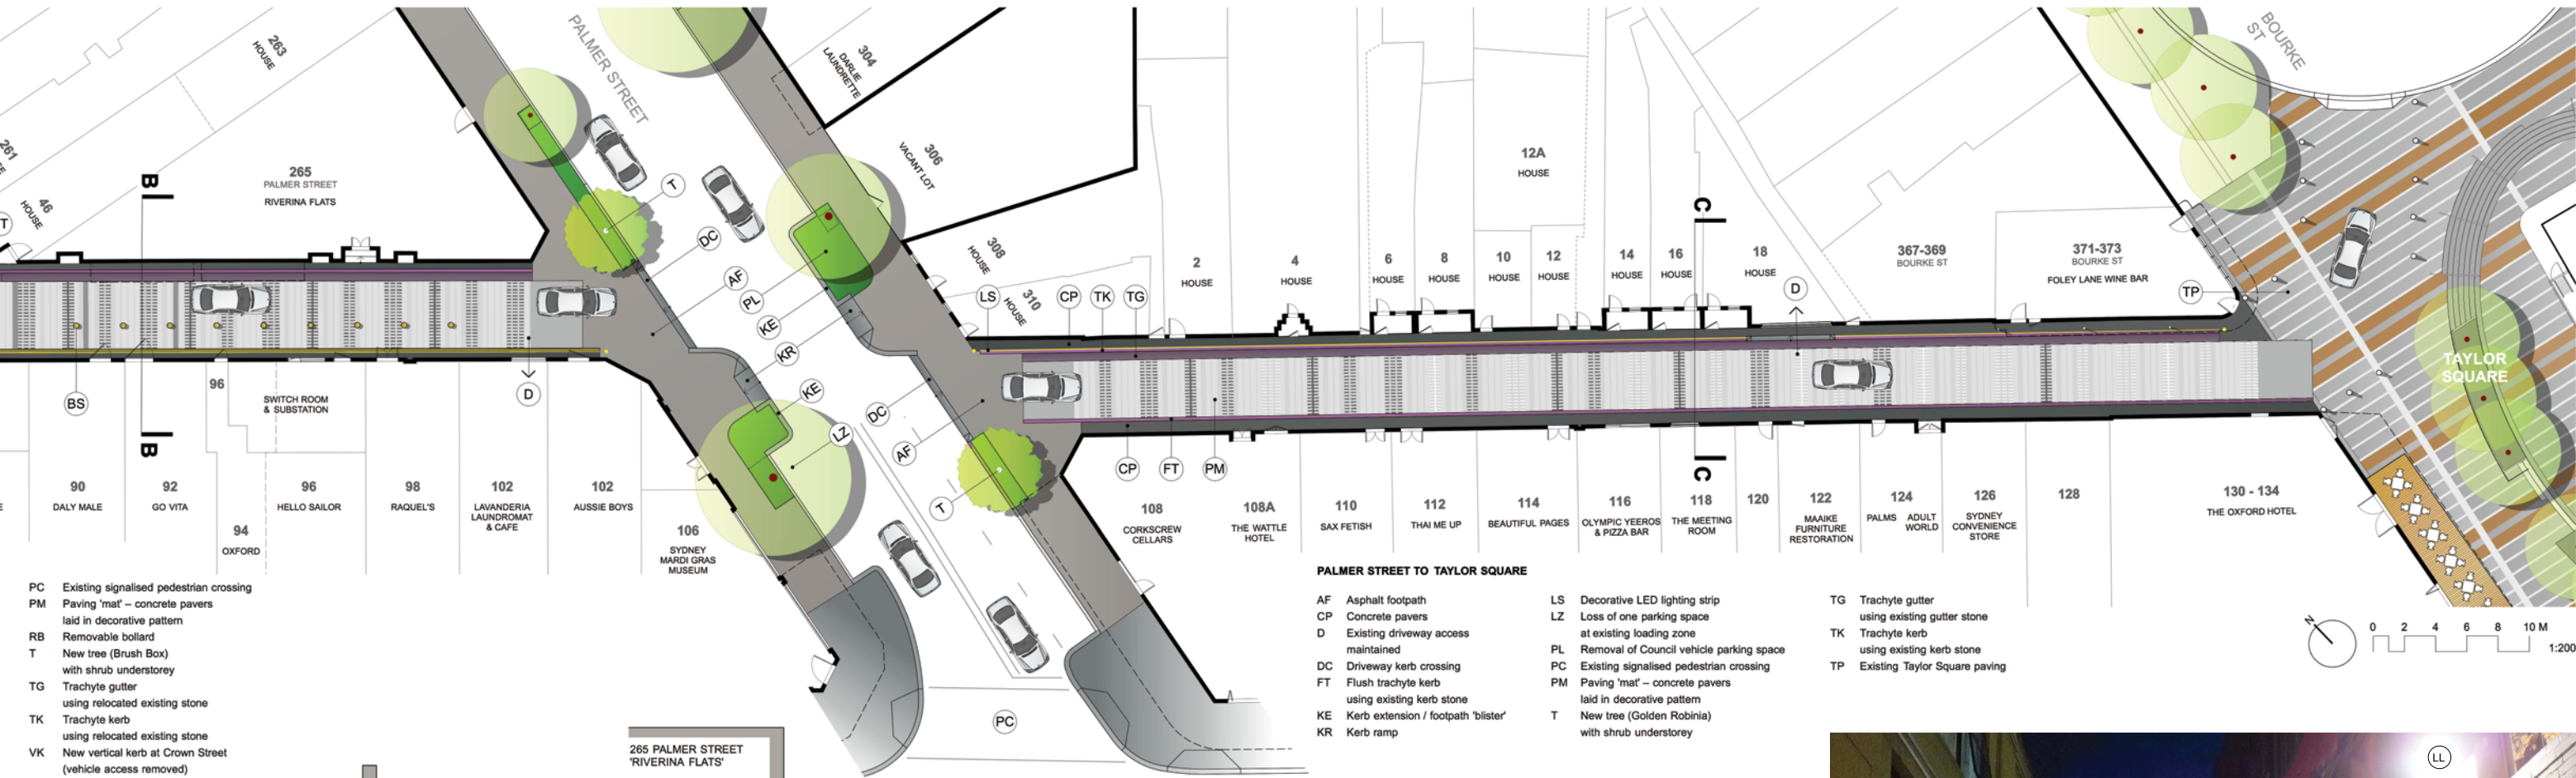 PALMER STREET
BOURKE
ST
263
HOUSE
261
46
HOUSE
T
B
265
PALMER STREET
RIVERINA FLATS
304
DARLIE
LAUNDRETTE
306
VACANT LOT
308
HOUSE
310
HOUSE
T
DC
AF
PL
KE
KR
KE
LZ
DC
AF
T
LS
CP
TK
TG
2
HOUSE
4
HOUSE
6
HOUSE
8
HOUSE
10
HOUSE
12
HOUSE
12A
HOUSE
14
HOUSE
16
HOUSE
C
18
HOUSE
D
367-369
BOURKE ST
371-373
BOURKE ST
FOLEY LANE WINE BAR
TP
TAYLOR
SQUARE
BS
B
D
96
SWITCH ROOM
& SUBSTATION
90
DALY MALE
92
GO VITA
94
OXFORD
96
HELLO SAILOR
98
RAQUEL'S
102
LAVANDERIA
LAUNDROMAT
& CAFE
102
AUSSIE BOYS
106
SYDNEY
MARDI GRAS
MUSEUM
CP
FT
PM
C
108
CORKSCREW
CELLARS
108A
THE WATTLE
HOTEL
110
SAX FETISH
112
THAI ME UP
114
BEAUTIFUL PAGES
116
OLYMPIC YEEROS
& PIZZA BAR
118
THE MEETING
ROOM
120
122
MAAIKE
FURNITURE
RESTORATION
124
PALMS
ADULT
WORLD
126
SYDNEY
CONVENIENCE
STORE
128
130 - 134
THE OXFORD HOTEL
PC Existing signalised pedestrian crossing
PM Paving 'mat' – concrete pavers
laid in decorative pattern
RB Removable bollard
T New tree (Brush Box)
with shrub understorey
TG Trachyte gutter
using relocated existing stone
TK Trachyte kerb
using relocated existing stone
VK New vertical kerb at Crown Street
(vehicle access removed)
265 PALMER STREET
'RIVERINA FLATS'
PC
PALMER STREET TO TAYLOR SQUARE
AF Asphalt footpath
CP Concrete pavers
D Existing driveway access
maintained
DC Driveway kerb crossing
FT Flush trachyte kerb
using existing kerb stone
KE Kerb extension / footpath 'blister'
KR Kerb ramp
LS Decorative LED lighting strip
LZ Loss of one parking space
at existing loading zone
PL Removal of Council vehicle parking space
PC Existing signalised pedestrian crossing
PM Paving 'mat' – concrete pavers
laid in decorative pattern
T New tree (Golden Robinia)
with shrub understorey
TG Trachyte gutter
using existing gutter stone
TK Trachyte kerb
using existing kerb stone
TP Existing Taylor Square paving
N
0 2 4 6 8 10 M
1:200
LL